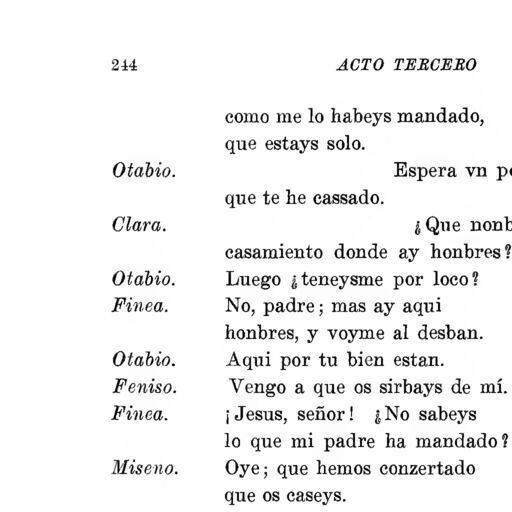 244 ACTO TERCERO
como me lo habeys mandado,
que estays solo.
Otabio. Espera vn
que te he cassado.
Clara. ¿Que
casamiento donde ay honbres?
Otabio. Luego ¿teneysme por loco?
Finea. No, padre; mas ay aqui
honbres, y voyme al desban.
Otabio. Aqui por tu bien estan.
Feniso. Vengo a que os sirbays de mí.
Finea. ¡Jesus, señor! ¿No sabeys
lo que mi padre ha mandado?
Miseno. Oye; que hemos conzertado
que os caseys.